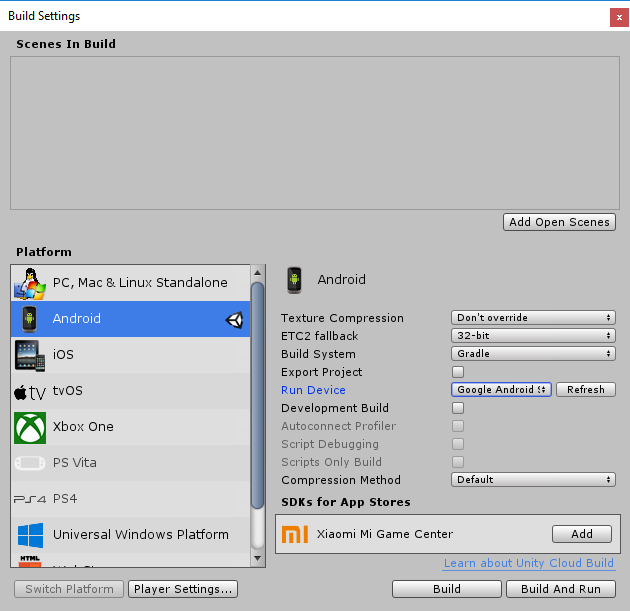 Build Settings
x
Scenes In Build
Add Open Scenes
Platform
PC, Mac & Linux Standalone
Android
iOS
tv
tvOS
Xbox One
PS Vita
PS4
PS4
Universal Windows Platform
HTML
Android
Texture Compression Don't override
ETC2 fallback 32-bit
Build System Gradle
Export Project
Run Device Google Android Refresh
Development Build
Autoconnect Profiler
Script Debugging
Scripts Only Build
Compression Method Default
SDKs for App Stores
Xiaomi Mi Game Center Add
Learn about Unity Cloud Build
Switch Platform Player Settings... Build Build And Run